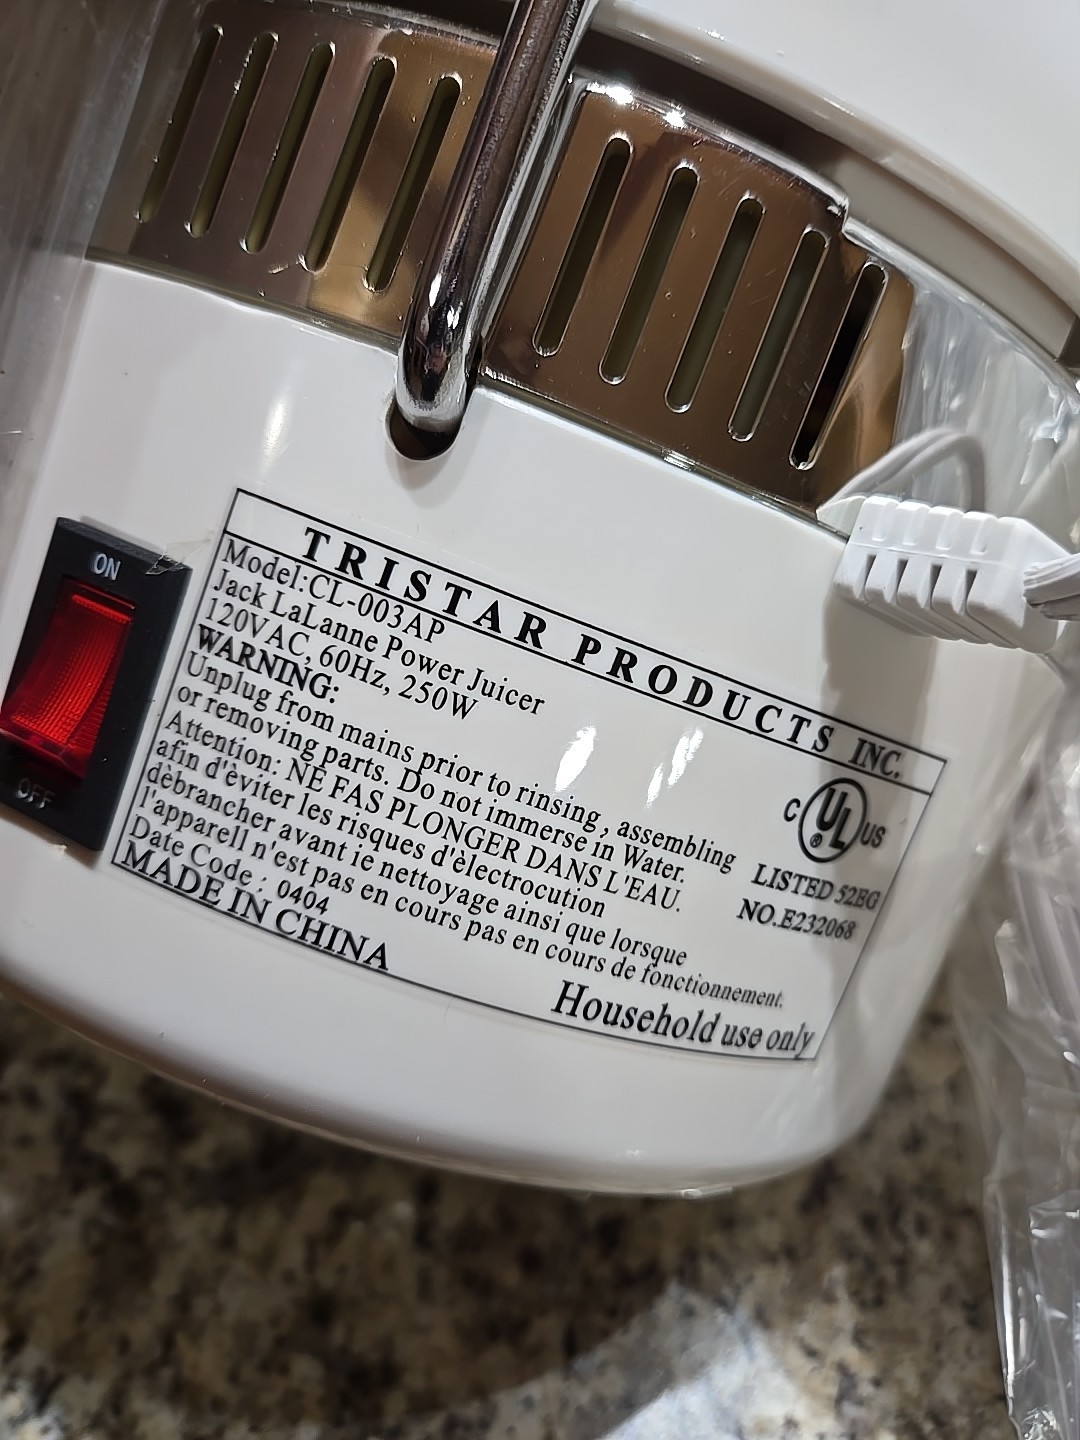 ON
OFF
TRISTAR PRODUCTS INC.
Model:CL-003AP
Jack LaLanne Power Juicer
120VAC, 60Hz, 250W
WARNING:
Unplug from mains prior to rinsing, assembling
or removing parts. Do not immerse in Water.
Attention: NE FAS PLONGER DANS L'EAU.
afin d'èviter les risques d'èlectrocution
dèbrancher avant ie nettoyage ainsi que lorsque
l'apparell n'est pas en cours pas en cours de fonctionnement.
Date Code : 0404
MADE IN CHINA
C UL US
®
LISTED 52EG
NO.E232068
Household use only